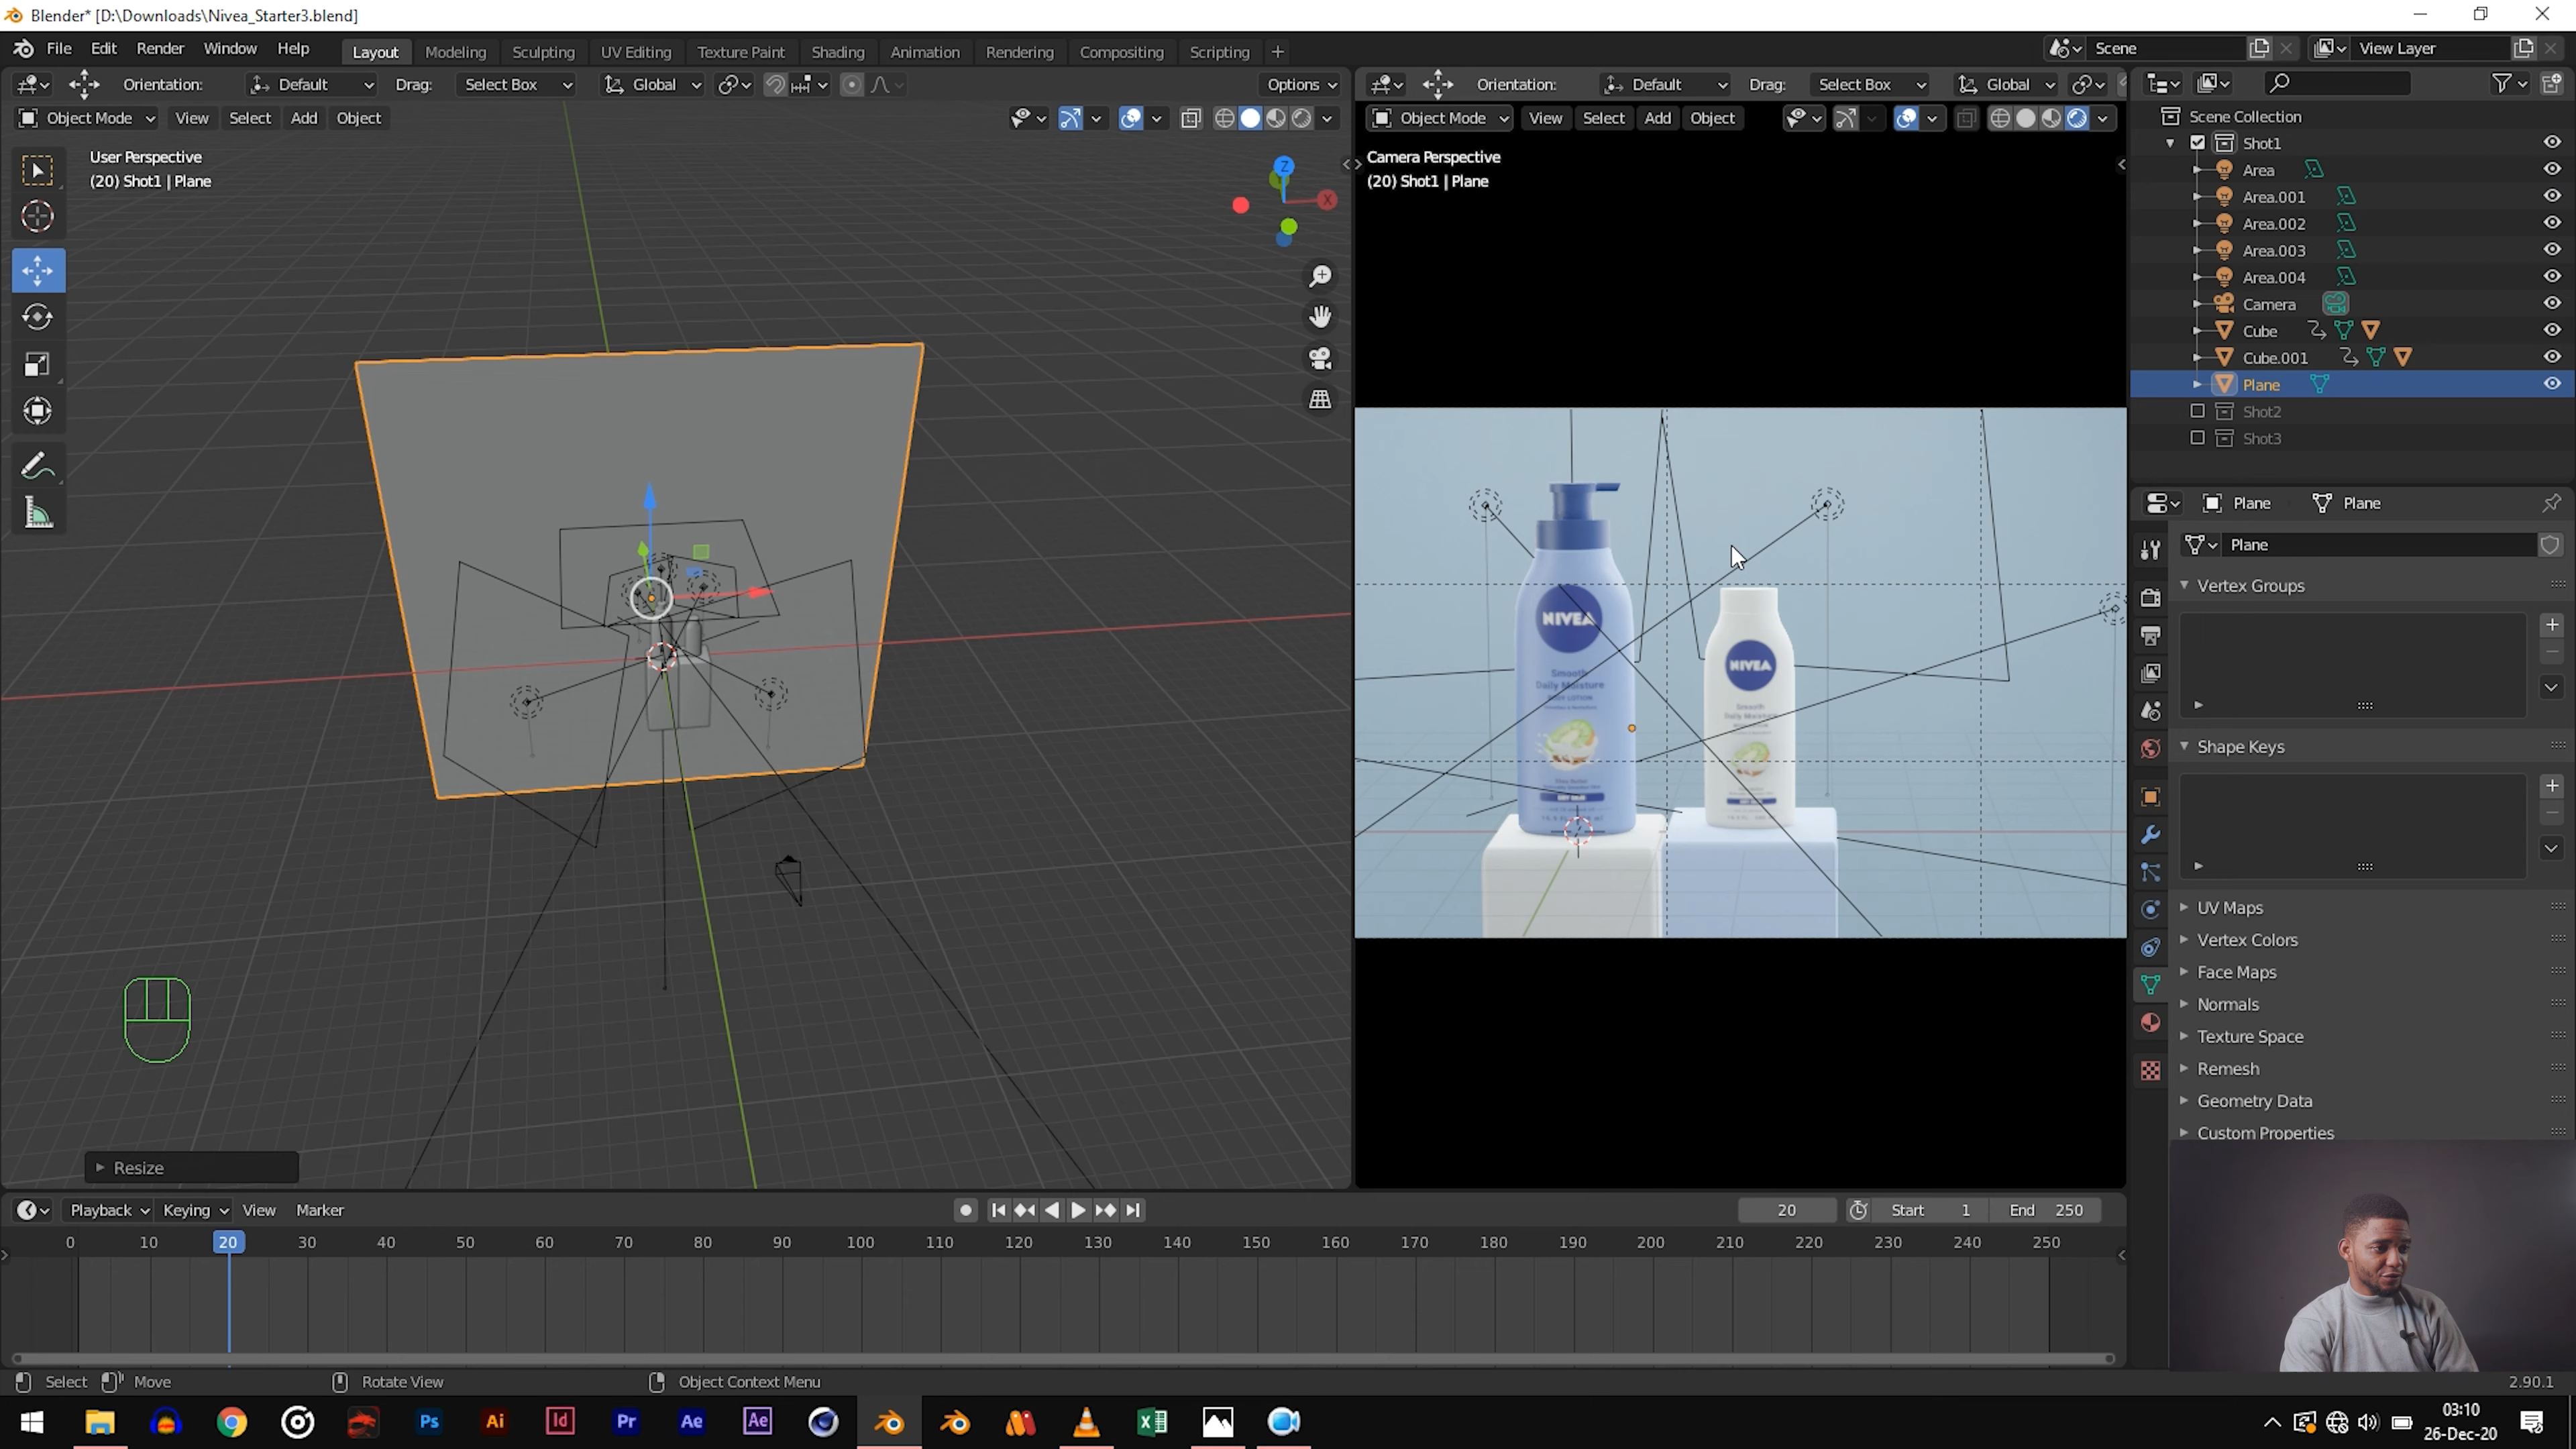 Blender* [D:\Downloads\Nivea_Starter3.blend]
File Edit Render Window Help Layout Modeling Sculpting UV Editing Texture Paint Shading Animation Rendering Compositing Scripting + Scene View Layer
Orientation: Default Drag: Select Box Global Options Orientation: Default Drag: Select Box Global
Object Mode View Select Add Object Object Mode View Select Add Object
User Perspective
(20) Shot1 | Plane
Z
X
Camera Perspective
(20) Shot1 | Plane
NIVEA
Smooth
Daily Moisture
BODY LOTION
NIVEA
Smooth
Daily Moisture
Scene Collection
Shot1
Area
Area.001
Area.002
Area.003
Area.004
Camera
Cube
Cube.001
Plane
Shot2
Shot3
Plane Plane
Plane
Vertex Groups
Shape Keys
UV Maps
Vertex Colors
Face Maps
Normals
Texture Space
Remesh
Geometry Data
Custom Properties
Resize
Playback Keying View Marker 20 Start 1 End 250
0 10 20 30 40 50 60 70 80 90 100 110 120 130 140 150 160 170 180 190 200 210 220 230 240 250
Select Move Rotate View Object Context Menu 2.90.1
Ps Ai Id Pr Ae Ae
03:10
26-Dec-20